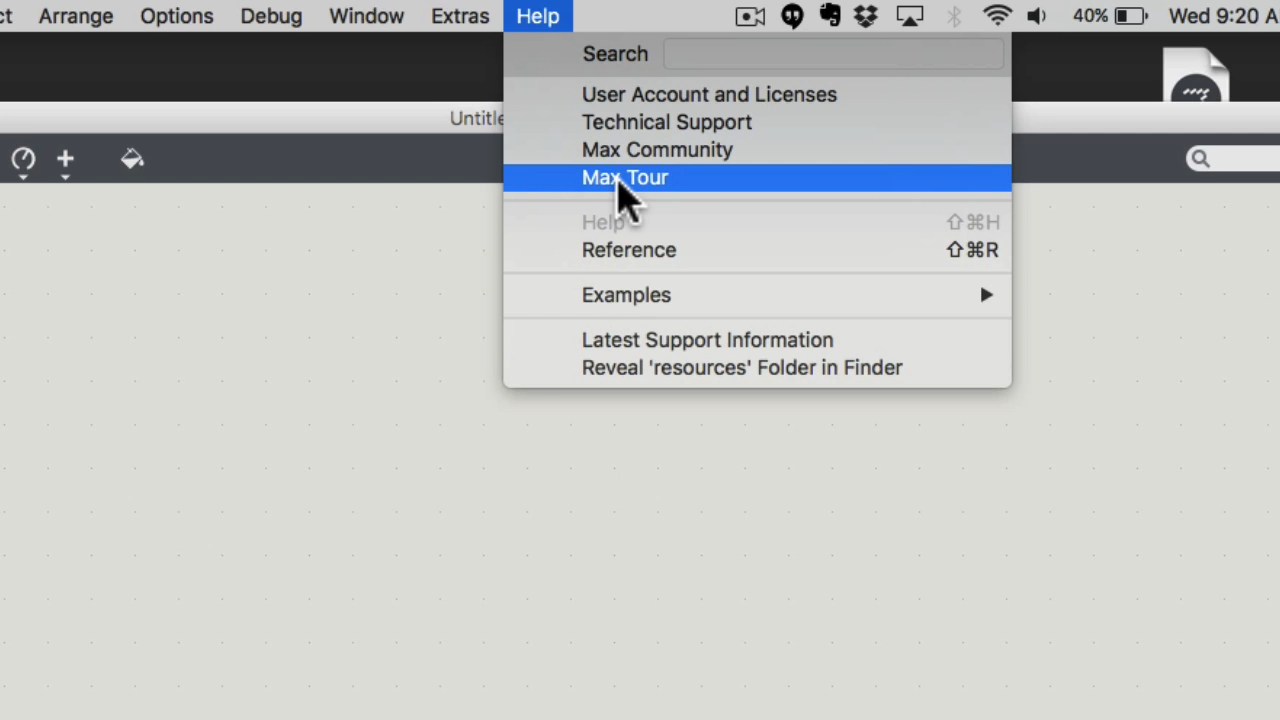 ct Arrange Options Debug Window Extras Help 40% Wed 9:20 A
Search
User Account and Licenses
Untitle
Technical Support
Max Community
Max Tour
Help ⇧⌘H
Reference ⇧⌘R
Examples
Latest Support Information
Reveal 'resources' Folder in Finder